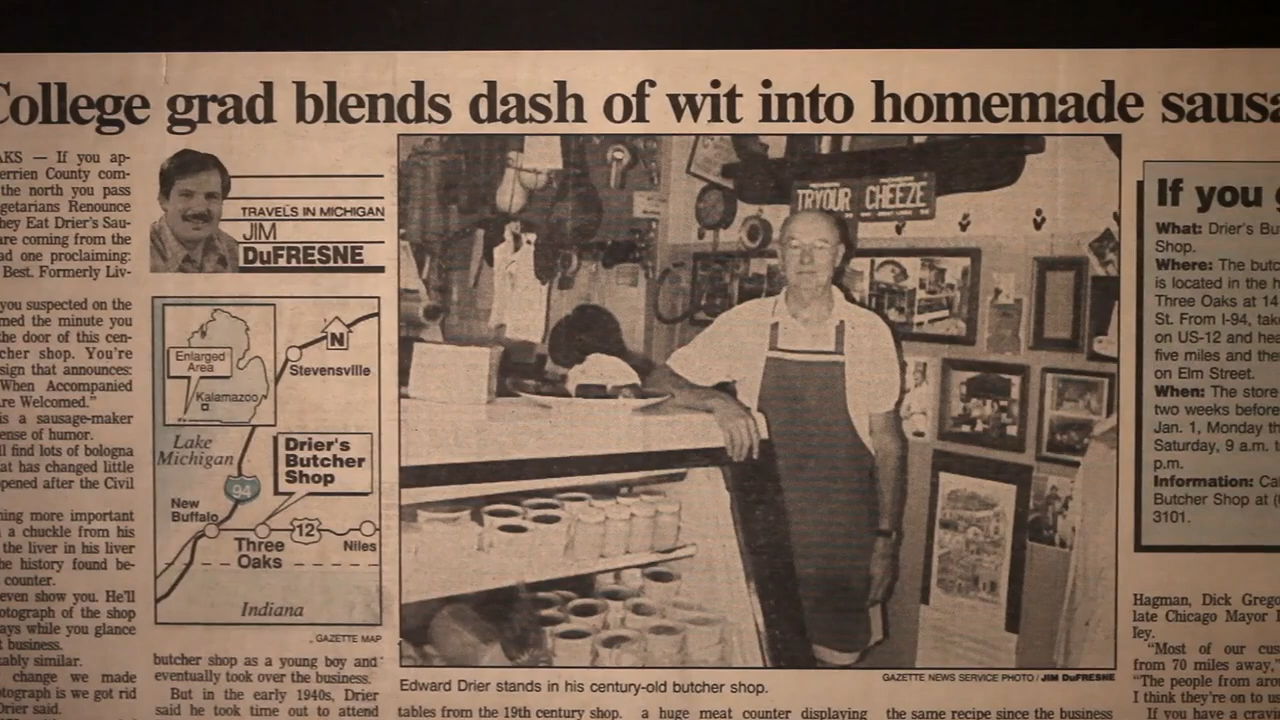 College grad blends dash of wit into homemade
AKS — If you ap-
errien County com-
the north you pass
getarians Renounce
hey Eat Drier's Sau-
are coming from the
ad one proclaiming:
Best. Formerly Liv-
you suspected on the
med the minute you
the door of this cen-
cher shop. You're
sign that announces:
When Accompanied
re Welcomed."
is a sausage-maker
ense of humor.
ll find lots of bologna
at has changed little
pened after the Civil
ning more important
a chuckle from his
the liver in his liver
he history found be-
counter.
even show you. He'll
otograph of the shop
ays while you glance
t business.
ably similar.
change we made
otograph is we got rid
Drier said.
TRAVELS IN MICHIGAN
JIM
DuFRESNE
N
Stevensville
Enlarged
Area
Kalamazoo
Lake
Michigan
Drier's
Butcher
Shop
94
New
Buffalo
12
Three
Oaks
Niles
Indiana
GAZETTE MAP
butcher shop as a young boy and
eventually took over the business.
But in the early 1940s, Drier
said he took time out to attend
TRYOUR CHEEZE
GAZETTE NEWS SERVICE PHOTO / JIM DuFRESNE
Edward Drier stands in his century-old butcher shop.
tables from the 19th century shop.
a huge meat counter displaying
the same recipe since the business
If you
What: Drier's Bu
Shop.
Where: The butc
is located in the h
Three Oaks at 14
St. From I-94, tak
on US-12 and hea
five miles and the
on Elm Street.
When: The store
two weeks before
Jan. 1, Monday th
Saturday, 9 a.m. t
p.m.
Information: Cal
Butcher Shop at (
3101.
Hagman, Dick Grego
late Chicago Mayor
ley.
"Most of our cus
from 70 miles away,"
"The people from aro
I think they're on to us
If you have a crav